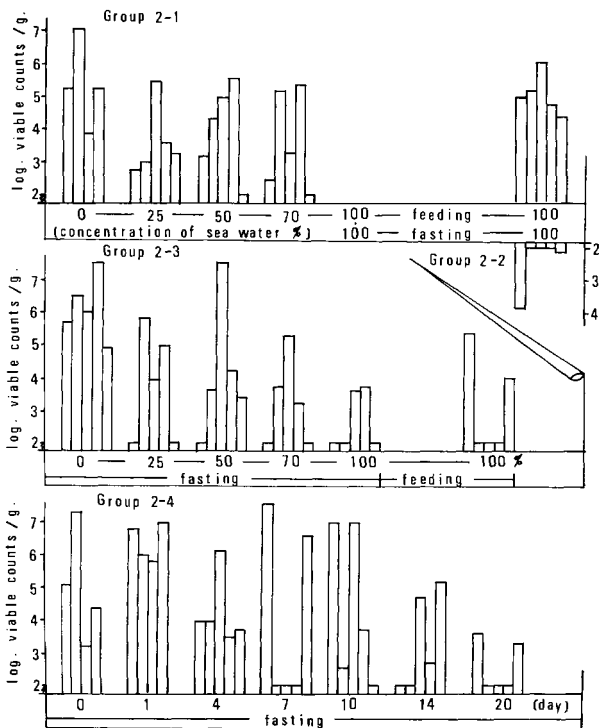 Group 2-1
log. viable counts /g.
7
6
5
4
3
2
0 — 25 — 50 — 70 — 100 — feeding — 100
(concentration of sea water %) 100 — fasting — 100
Group 2-3
Group 2-2
2
3
4
log. viable counts /g.
7
6
5
4
3
2
0 — 25 — 50 — 70 — 100 100 %
fasting feeding
Group 2-4
log. viable counts /g.
7
6
5
4
3
2
0 1 4 7 10 14 20 (day)
fasting